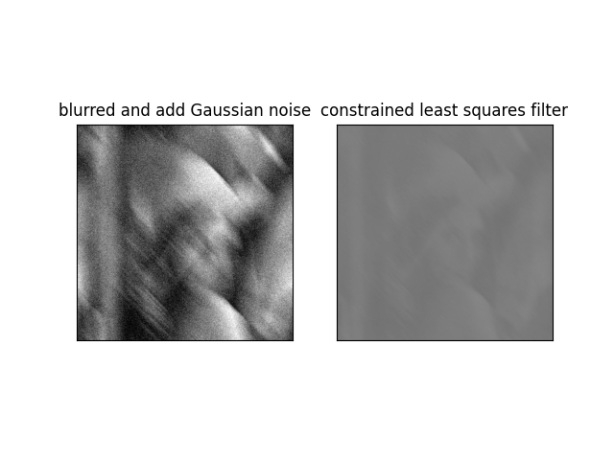 blurred and add Gaussian noise
constrained least squares filter